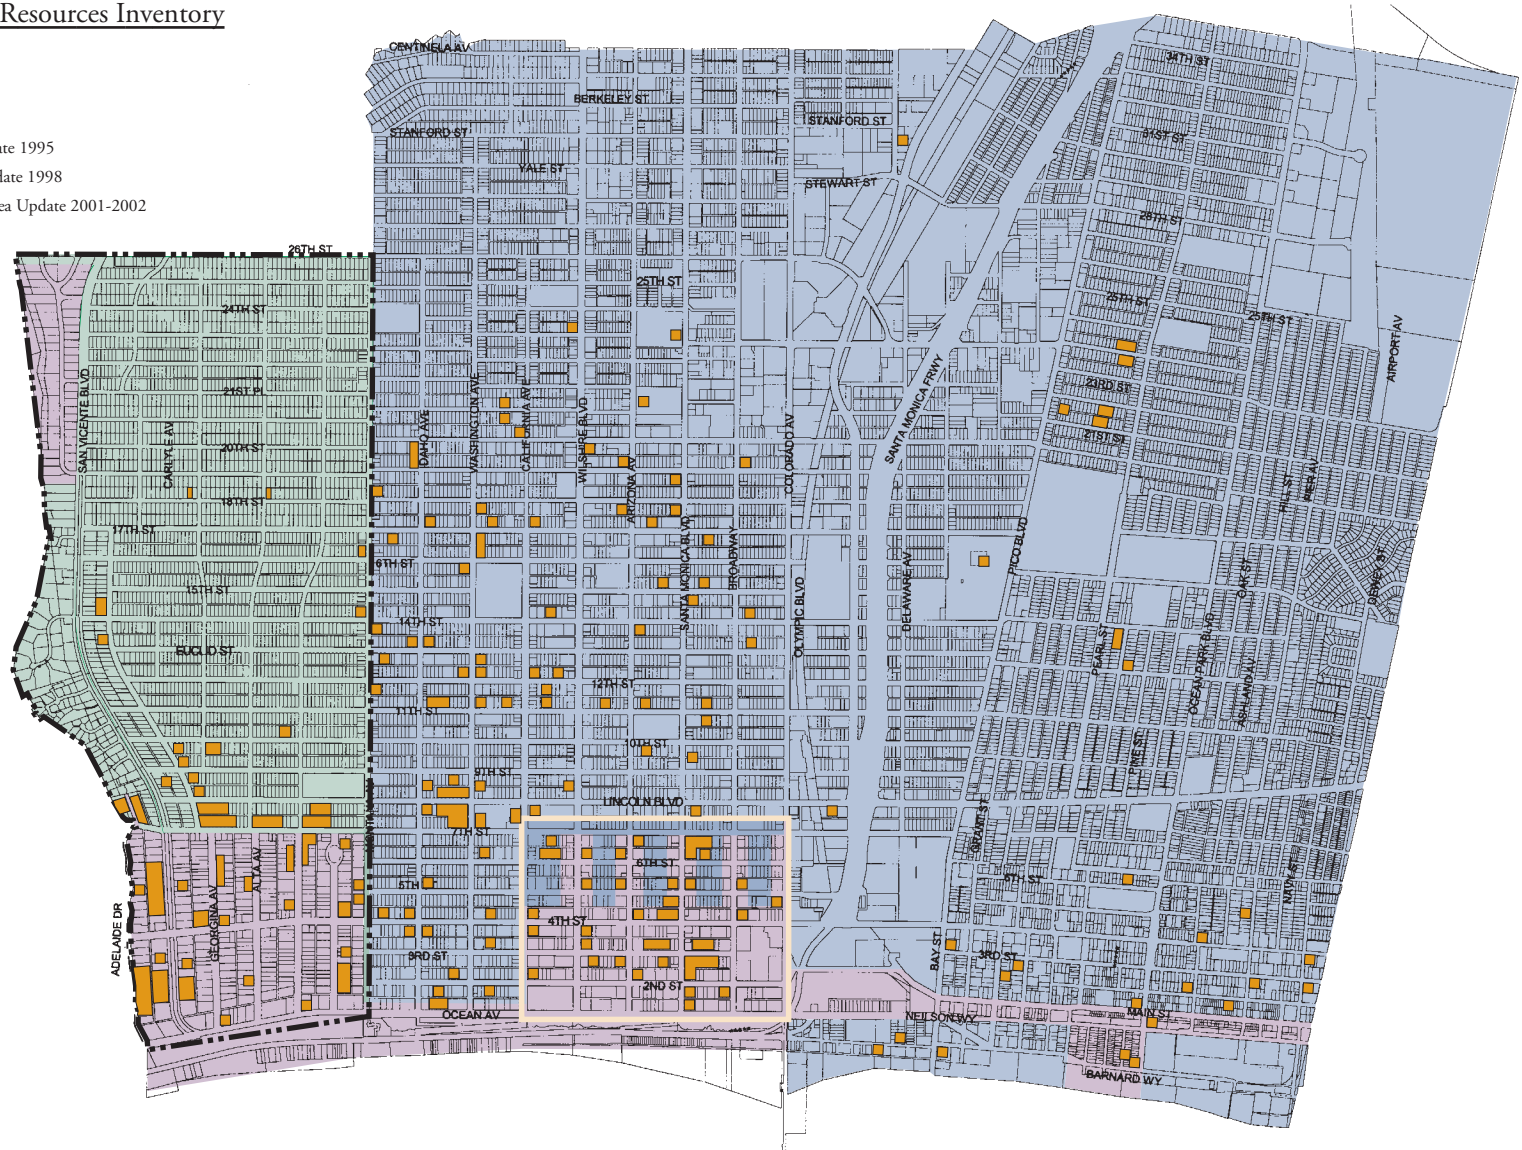 Resources Inventory
ate 1995
date 1998
ea Update 2001-2002
CENTINELA AV
34TH ST
BERKELEY ST
STANFORD ST
STANFORD ST
31ST ST
YALE ST
STEWART ST
28TH ST
26TH ST
25TH ST
24TH ST
25TH ST
25TH ST
AIRPORT AV
SANTA MONICA FRWY
21ST PL
23RD ST
SAN VICENTE BLVD
CARLYLE AV
DAHO AVE
WASHINGTON AVE
CALIFORNIA AVE
WILSHIRE BLVD
COLORADO AV
20TH ST
21ST ST
ARIZONA AV
HILL ST
PIER AV
18TH ST
17TH ST
SANTA MONICA BLVD
BROADWAY
PICO BLVD
6TH ST
15TH ST
OLYMPIC BLVD
DELAWARE AV
OAK ST
DEWEY ST
14TH ST
EUCLID ST
PEARL ST
OCEAN PARK BLVD
ASHLAND AV
12TH ST
11TH ST
10TH ST
PINE ST
9TH ST
LINCOLN BLVD
7TH ST
GRANT ST
6TH ST
ALTA AV
5TH ST
6TH ST
NAVY ST
4TH ST
GEORGINA AV
ADELAIDE DR
3RD ST
BAY ST
3RD ST
2ND ST
OCEAN AV
NEILSON WY
MAIN ST
BARNARD WY